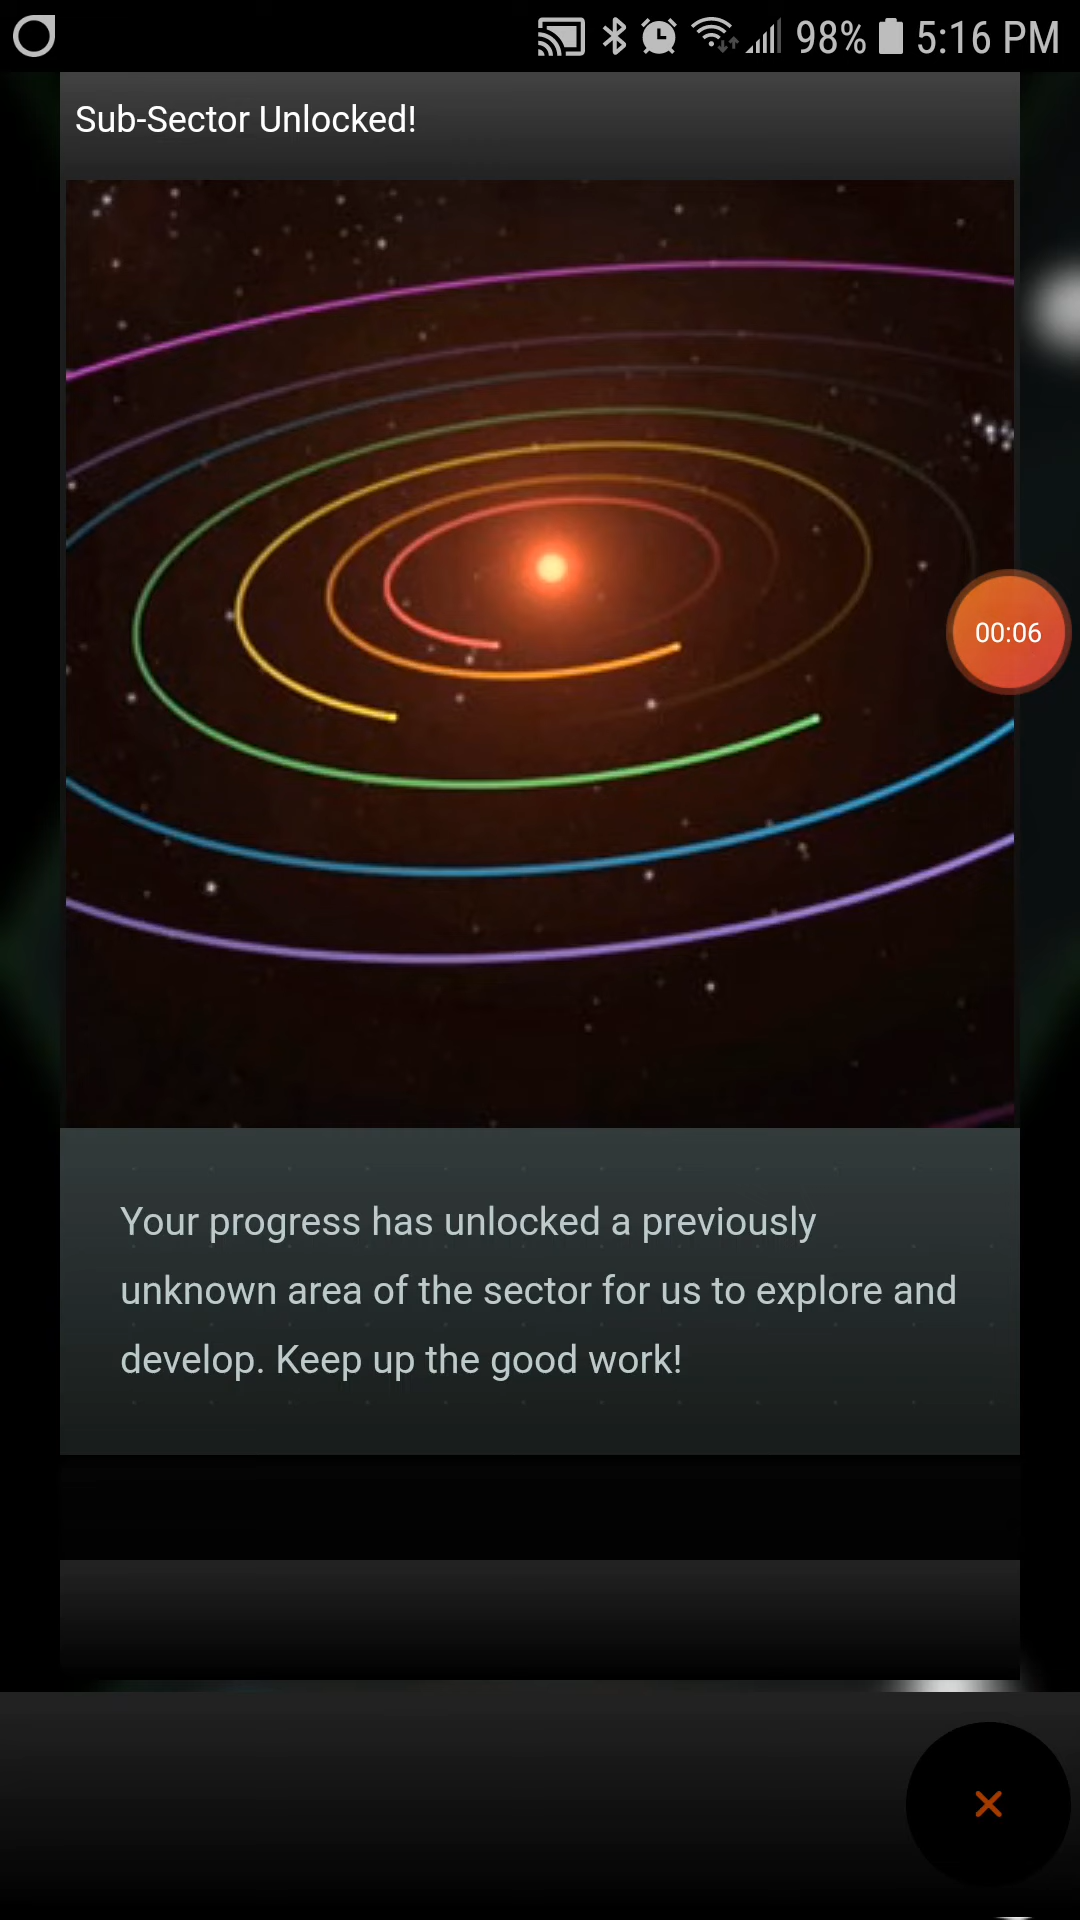 98% 5:16 PM
Sub-Sector Unlocked!
00:06
Your progress has unlocked a previously
unknown area of the sector for us to explore and
develop. Keep up the good work!